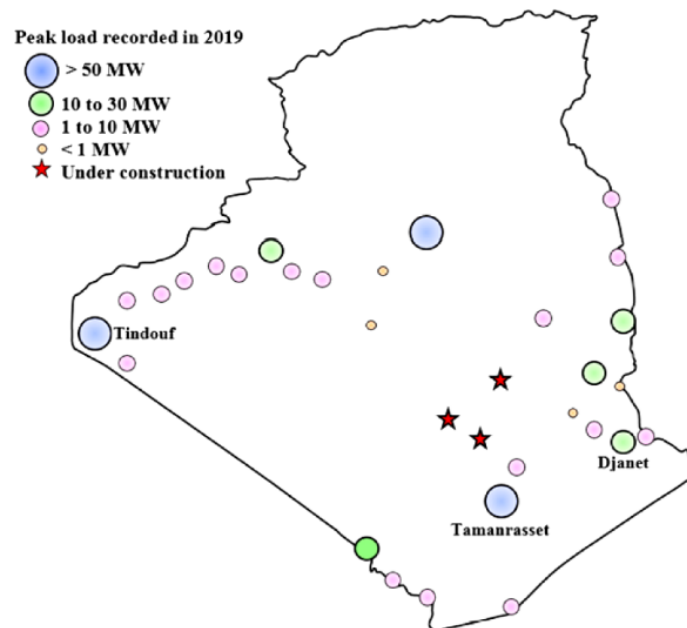 Peak load recorded in 2019
> 50 MW
10 to 30 MW
1 to 10 MW
< 1 MW
Under construction
Tindouf
Djanet
Tamanrasset